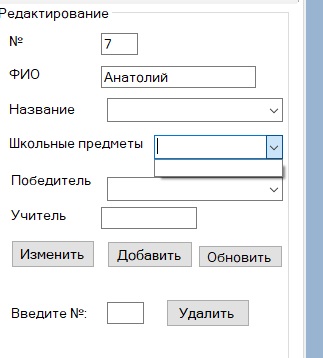 Редактирование
№
7
ФИО
Анатолий
Название
Школьные предметы
Победитель
Учитель
Изменить
Добавить
Обновить
Введите №:
Удалить